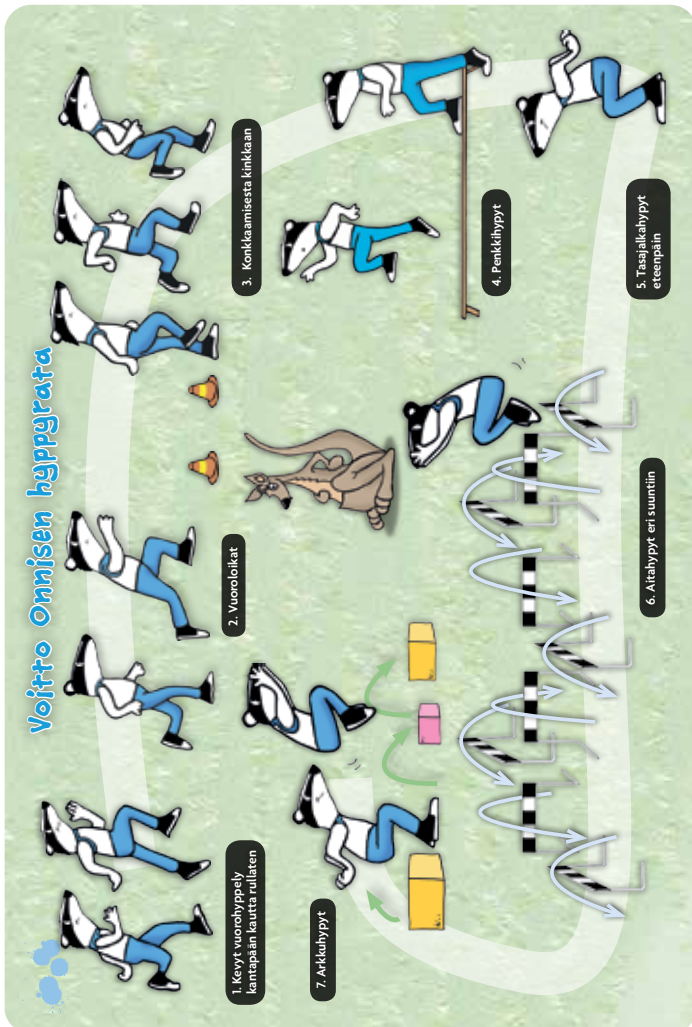 Voitto Onnisen hyppyrata
1. Kevyt vuorohyppely
kantapään kautta rullaten
2. Vuoroloikat
3. Konkkaamisesta kinkkaan
4. Penkkihypyt
5. Tasajalkahypyt
eteenpäin
6. Aitahypyt eri suuntiin
7. Arkkuhypyt